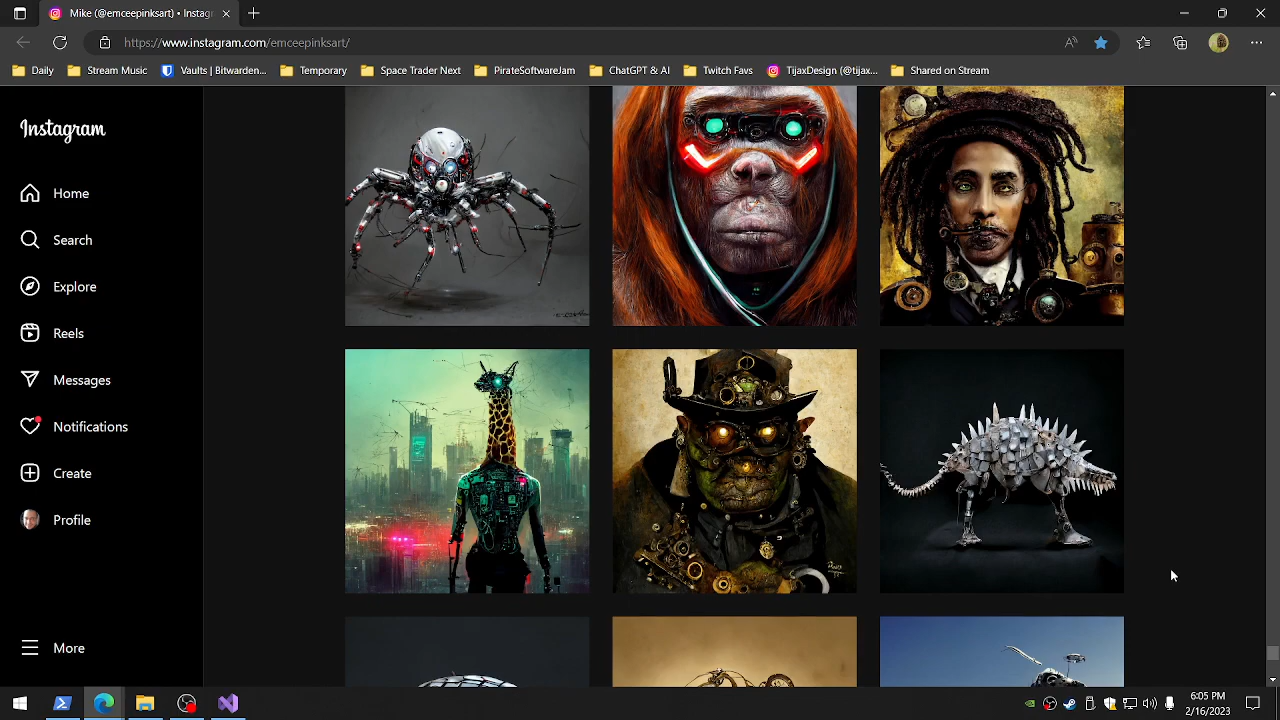 Mike (@emceepinksart) • Instagr
https://www.instagram.com/emceepinksart/
Daily
Stream Music
Vaults | Bitwarden...
Temporary
Space Trader Next
PirateSoftwareJam
ChatGPT & AI
Twitch Favs
TijaxDesign (@tijax...
Shared on Stream
Instagram
Home
Search
Explore
Reels
Messages
Notifications
Create
Profile
More
6:05 PM
2/16/2023